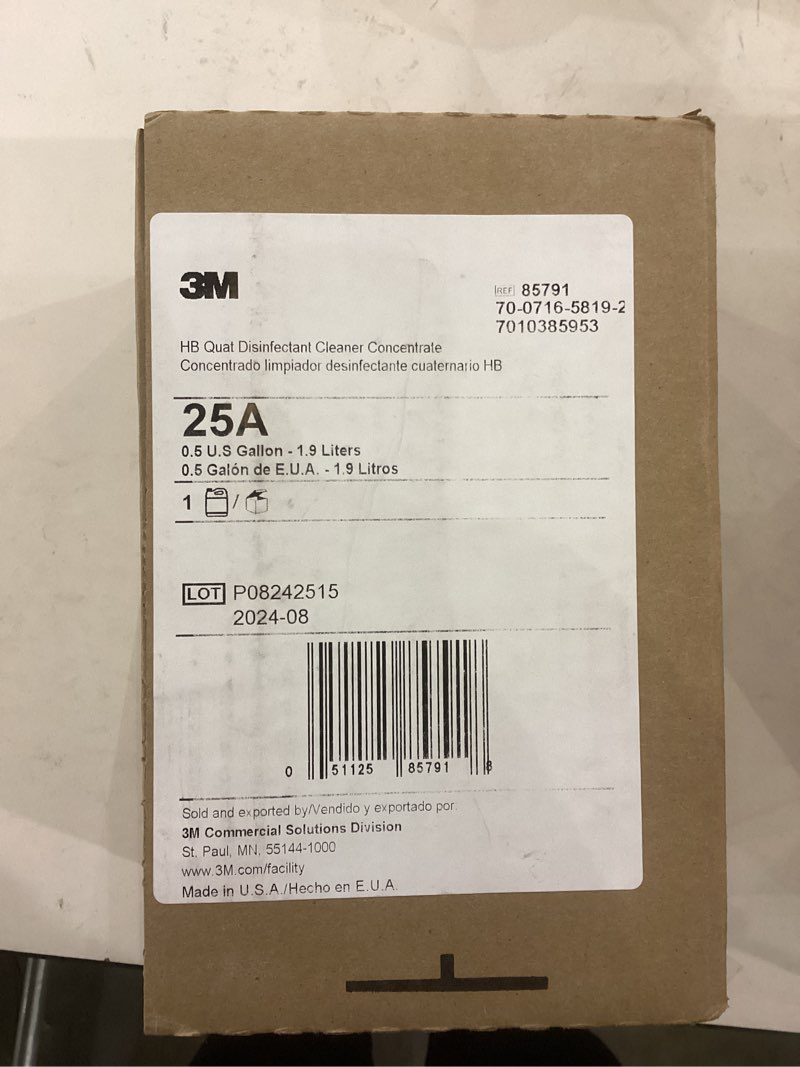 3M
REF 85791
70-0716-5819-2
7010385953
HB Quat Disinfectant Cleaner Concentrate
Concentrado limpiador desinfectante cuaternario HB
25A
0.5 U.S Gallon - 1.9 Liters
0.5 Galón de E.U.A. - 1.9 Litros
1 /
LOT P08242515
2024-08
0 51125 85791 8
Sold and exported by/Vendido y exportado por:
3M Commercial Solutions Division
St. Paul, MN, 55144-1000
www.3M.com/facility
Made in U.S.A./Hecho en E.U.A.